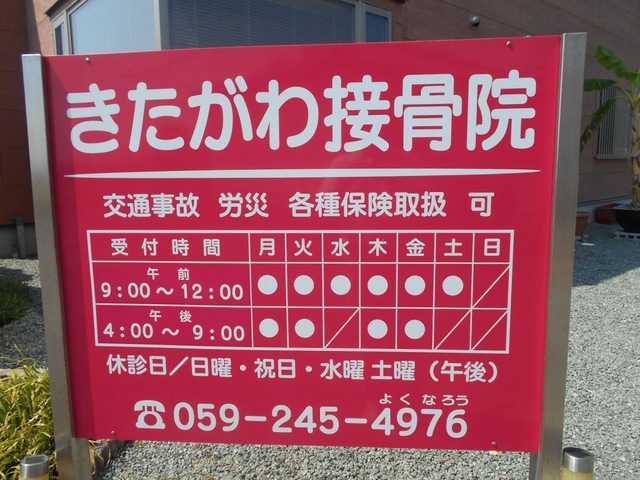 きたがわ接骨院
交通事故 労災 各種保険取扱 可
受付時間 月 火 水 木 金 土 日
午前
9:00～12:00 ● ● ● ● ● ● ／
午後
4:00～9:00 ● ● ／ ● ● ／ ／
休診日／日曜・祝日・水曜 土曜（午後）
よくなろう
☎059-245-4976